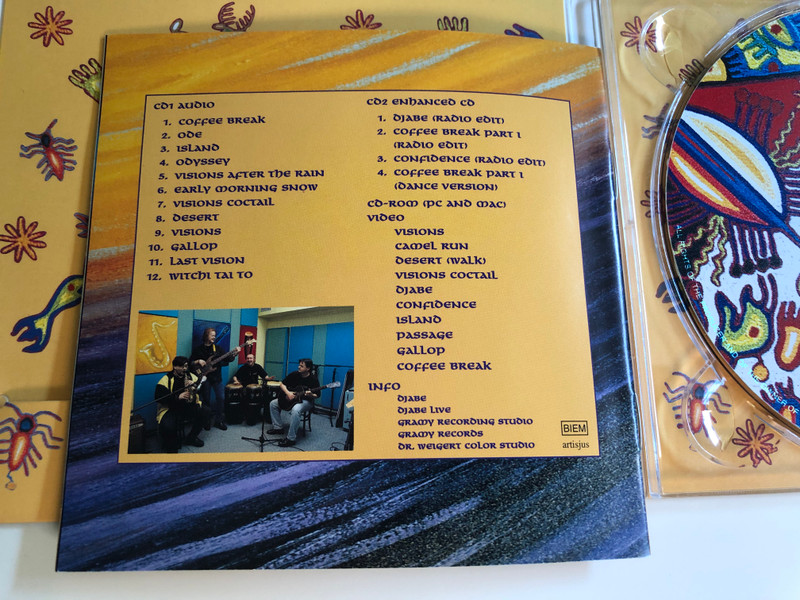 CD1 AUDIO
1. COFFEE BREAK
2. ODE
3. ISLAND
4. ODYSSEY
5. VISIONS AFTER THE RAIN
6. EARLY MORNING SNOW
7. VISIONS COCTAIL
8. DESERT
9. VISIONS
10. GALLOP
11. LAST VISION
12. WITCHI TAI TO
CD2 ENHANCED CD
1. DJABE (RADIO EDIT)
2. COFFEE BREAK PART 1
(RADIO EDIT)
3. CONFIDENCE (RADIO EDIT)
4. COFFEE BREAK PART 1
(DANCE VERSION)
CD-ROM (PC AND MAC)
VIDEO
VISIONS
CAMEL RUN
DESERT (WALK)
VISIONS COCTAIL
DJABE
CONFIDENCE
ISLAND
PASSAGE
GALLOP
COFFEE BREAK
INFO
DJABE
DJABE LIVE
GRAMY RECORDING STUDIO
GRAMY RECORDS
DR. WEIGERT COLOR STUDIO
BIEM
artisjus
ALL RIGHTS OF THE